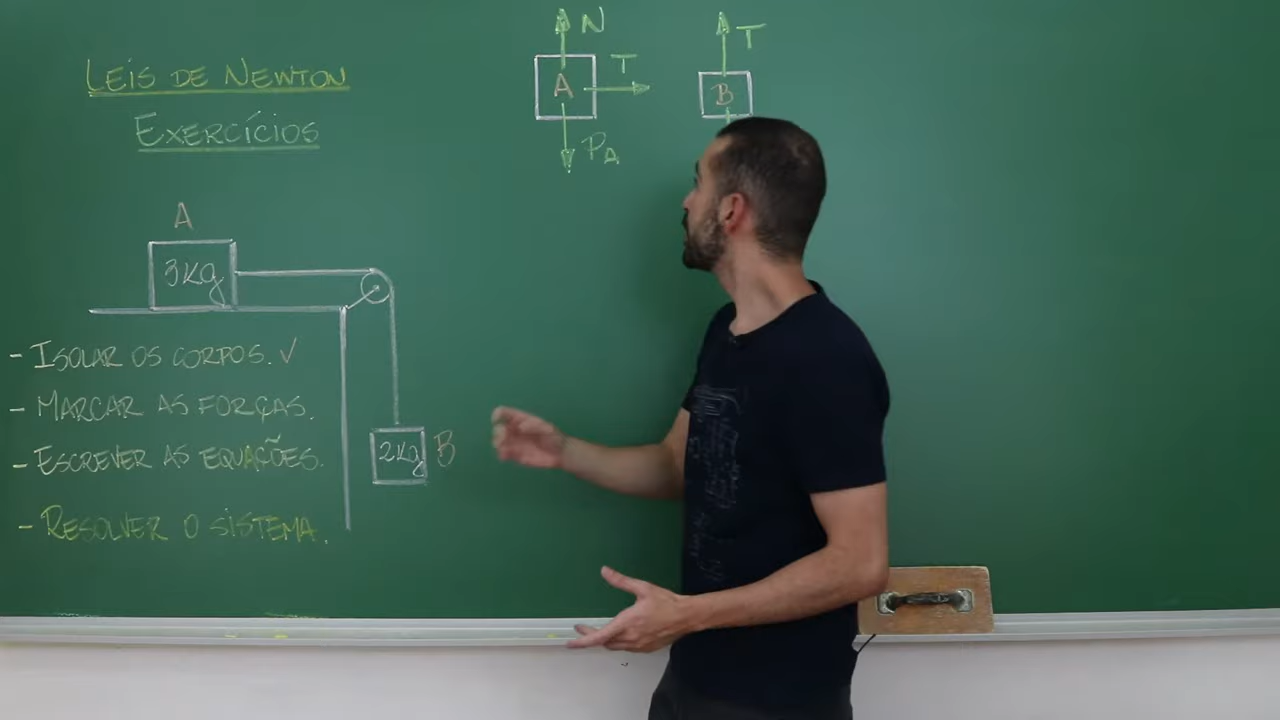 LEIS DE NEWTON
EXERCÍCIOS
A
3Kg
- ISOLAR OS CORPOS. ✓
- MARCAR AS FORÇAS.
- ESCREVER AS EQUAÇÕES.
- RESOLVER O SISTEMA.
2Kg B
N
A T
PA
T
B